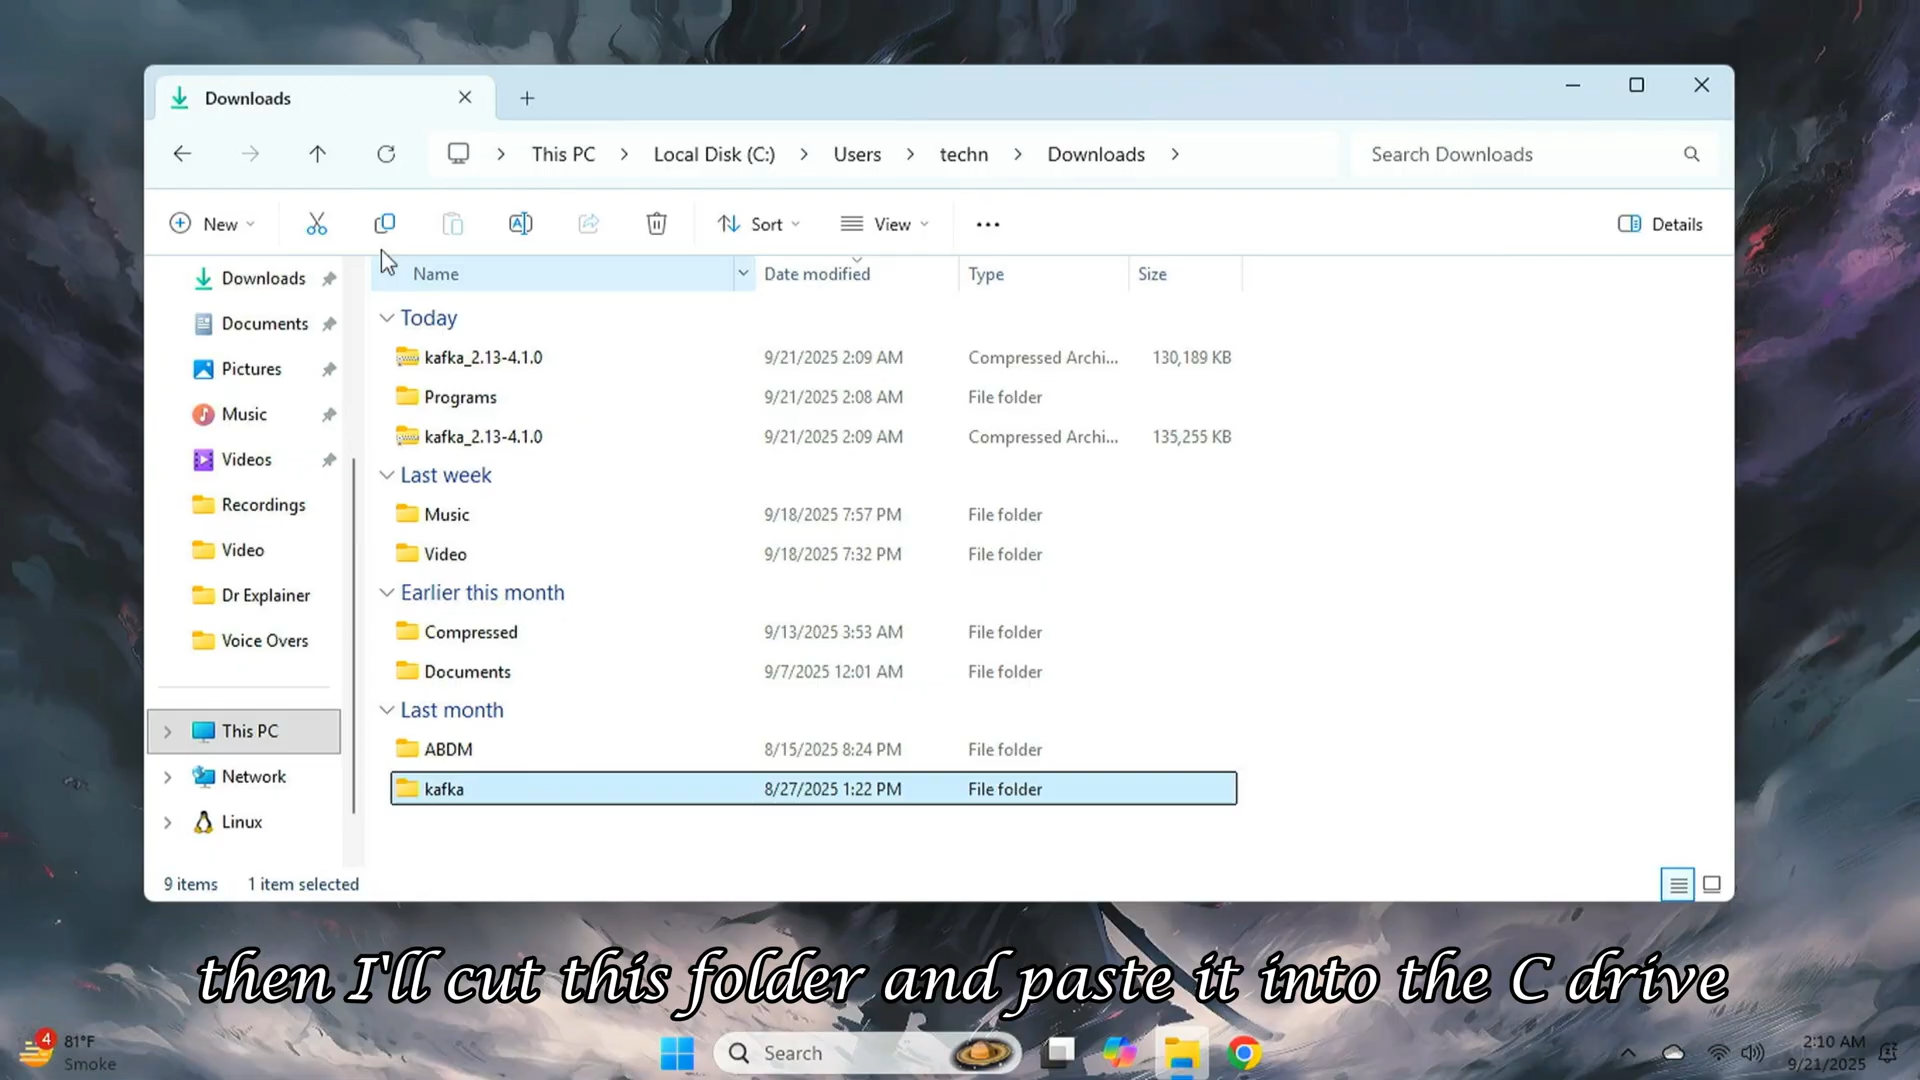 Downloads
This PC
Local Disk (C:)
Users
techn
Downloads
Search Downloads
New
Sort
View
Details
Name
Date modified
Type
Size
Downloads
Documents
Pictures
Music
Videos
Recordings
Video
Dr Explainer
Voice Overs
This PC
Network
Linux
Today
kafka_2.13-4.1.0 9/21/2025 2:09 AM Compressed Archi... 130,189 KB
Programs 9/21/2025 2:08 AM File folder
kafka_2.13-4.1.0 9/21/2025 2:09 AM Compressed Archi... 135,255 KB
Last week
Music 9/18/2025 7:57 PM File folder
Video 9/18/2025 7:32 PM File folder
Earlier this month
Compressed 9/13/2025 3:53 AM File folder
Documents 9/7/2025 12:01 AM File folder
Last month
ABDM 8/15/2025 8:24 PM File folder
kafka 8/27/2025 1:22 PM File folder
9 items 1 item selected
then I'll cut this folder and paste it into the C drive
4
81°F
Smoke
Search
2:10 AM
9/21/2025